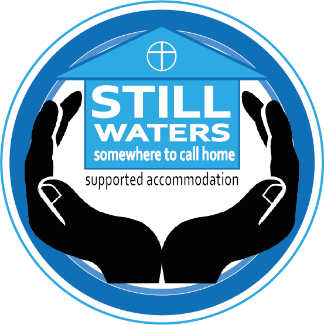 STILL
WATERS
somewhere to call home
supported accommodation